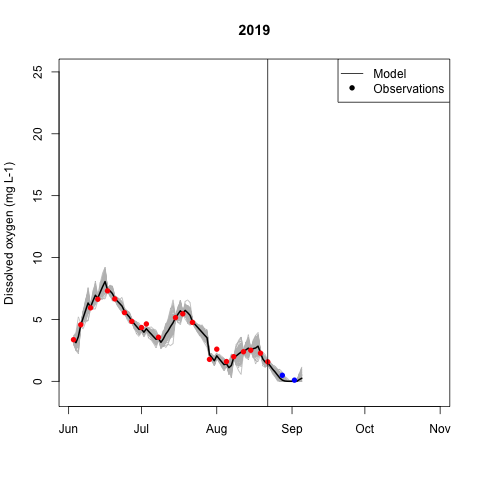 2019
Model
Observations
Dissolved oxygen (mg L-1)
25
20
15
10
5
0
Jun Jul Aug Sep Oct Nov